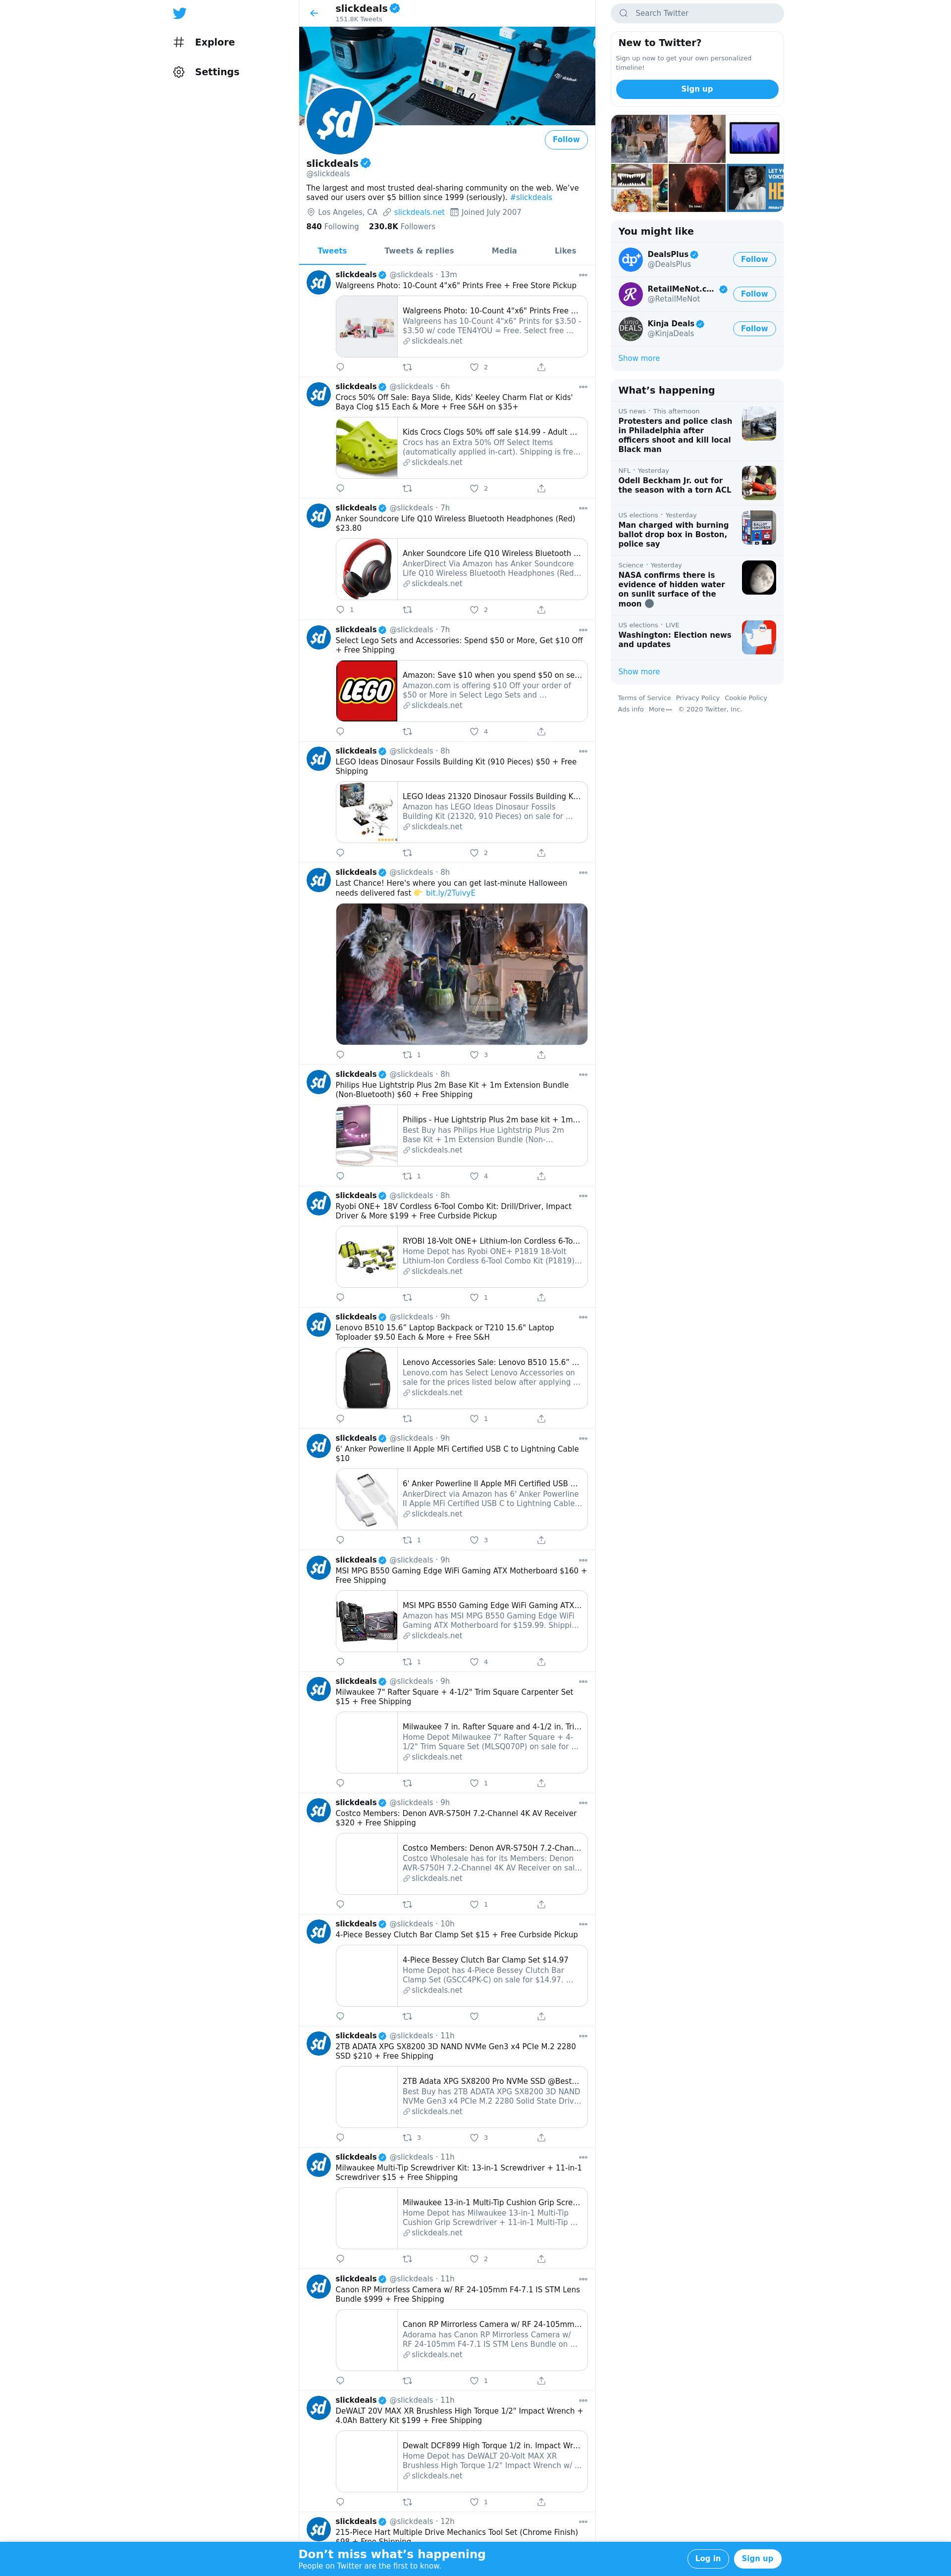 Explore
Settings
slickdeals
151.8K Tweets
$d
Follow
slickdeals
@slickdeals
The largest and most trusted deal-sharing community on the web. We’ve
saved our users over $5 billion since 1999 (seriously). #slickdeals
Los Angeles, CA slickdeals.net Joined July 2007
840 Following 230.8K Followers
Tweets Tweets & replies Media Likes
slickdeals @slickdeals · 13m
Walgreens Photo: 10-Count 4"x6" Prints Free + Free Store Pickup
Walgreens Photo: 10-Count 4"x6" Prints Free ...
Walgreens has 10-Count 4"x6" Prints for $3.50 -
$3.50 w/ code TEN4YOU = Free. Select free ...
slickdeals.net
2
slickdeals @slickdeals · 6h
Crocs 50% Off Sale: Baya Slide, Kids' Keeley Charm Flat or Kids'
Baya Clog $15 Each & More + Free S&H on $35+
Kids Crocs Clogs 50% off sale $14.99 - Adult ...
Crocs has an Extra 50% Off Select Items
(automatically applied in-cart). Shipping is fre...
slickdeals.net
2
slickdeals @slickdeals · 7h
Anker Soundcore Life Q10 Wireless Bluetooth Headphones (Red)
$23.80
Anker Soundcore Life Q10 Wireless Bluetooth ...
AnkerDirect Via Amazon has Anker Soundcore
Life Q10 Wireless Bluetooth Headphones (Red...
slickdeals.net
1 2
slickdeals @slickdeals · 7h
Select Lego Sets and Accessories: Spend $50 or More, Get $10 Off
+ Free Shipping
LEGO
Amazon: Save $10 when you spend $50 on se...
Amazon.com is offering $10 Off your order of
$50 or More in Select Lego Sets and ...
slickdeals.net
4
slickdeals @slickdeals · 8h
LEGO Ideas Dinosaur Fossils Building Kit (910 Pieces) $50 + Free
Shipping
LEGO Ideas 21320 Dinosaur Fossils Building K...
Amazon has LEGO Ideas Dinosaur Fossils
Building Kit (21320, 910 Pieces) on sale for ...
slickdeals.net
2
slickdeals @slickdeals · 8h
Last Chance! Here's where you can get last-minute Halloween
needs delivered fast 👉 bit.ly/2TuivyE
1 3
slickdeals @slickdeals · 8h
Philips Hue Lightstrip Plus 2m Base Kit + 1m Extension Bundle
(Non-Bluetooth) $60 + Free Shipping
Philips - Hue Lightstrip Plus 2m base kit + 1m...
Best Buy has Philips Hue Lightstrip Plus 2m
Base Kit + 1m Extension Bundle (Non-...
slickdeals.net
1 4
slickdeals @slickdeals · 8h
Ryobi ONE+ 18V Cordless 6-Tool Combo Kit: Drill/Driver, Impact
Driver & More $199 + Free Curbside Pickup
RYOBI 18-Volt ONE+ Lithium-Ion Cordless 6-To...
Home Depot has Ryobi ONE+ P1819 18-Volt
Lithium-Ion Cordless 6-Tool Combo Kit (P1819)...
slickdeals.net
1
slickdeals @slickdeals · 9h
Lenovo B510 15.6” Laptop Backpack or T210 15.6" Laptop
Toploader $9.50 Each & More + Free S&H
Lenovo Accessories Sale: Lenovo B510 15.6” ...
Lenovo.com has Select Lenovo Accessories on
sale for the prices listed below after applying ...
slickdeals.net
1
slickdeals @slickdeals · 9h
6' Anker Powerline II Apple MFi Certified USB C to Lightning Cable
$10
6' Anker Powerline II Apple MFi Certified USB ...
AnkerDirect via Amazon has 6' Anker Powerline
II Apple MFi Certified USB C to Lightning Cable...
slickdeals.net
1 3
slickdeals @slickdeals · 9h
MSI MPG B550 Gaming Edge WiFi Gaming ATX Motherboard $160 +
Free Shipping
MSI MPG B550 Gaming Edge WiFi Gaming ATX...
Amazon has MSI MPG B550 Gaming Edge WiFi
Gaming ATX Motherboard for $159.99. Shippi...
slickdeals.net
1 4
slickdeals @slickdeals · 9h
Milwaukee 7" Rafter Square + 4-1/2" Trim Square Carpenter Set
$15 + Free Shipping
Milwaukee 7 in. Rafter Square and 4-1/2 in. Tri...
Home Depot Milwaukee 7" Rafter Square + 4-
1/2" Trim Square Set (MLSQ070P) on sale for ...
slickdeals.net
1
slickdeals @slickdeals · 9h
Costco Members: Denon AVR-S750H 7.2-Channel 4K AV Receiver
$320 + Free Shipping
Costco Members: Denon AVR-S750H 7.2-Chan...
Costco Wholesale has for its Members: Denon
AVR-S750H 7.2-Channel 4K AV Receiver on sal...
slickdeals.net
1
slickdeals @slickdeals · 10h
4-Piece Bessey Clutch Bar Clamp Set $15 + Free Curbside Pickup
4-Piece Bessey Clutch Bar Clamp Set $14.97
Home Depot has 4-Piece Bessey Clutch Bar
Clamp Set (GSCC4PK-C) on sale for $14.97. ...
slickdeals.net
slickdeals @slickdeals · 11h
2TB ADATA XPG SX8200 3D NAND NVMe Gen3 x4 PCIe M.2 2280
SSD $210 + Free Shipping
2TB Adata XPG SX8200 Pro NVMe SSD @Best...
Best Buy has 2TB ADATA XPG SX8200 3D NAND
NVMe Gen3 x4 PCIe M.2 2280 Solid State Driv...
slickdeals.net
3 3
slickdeals @slickdeals · 11h
Milwaukee Multi-Tip Screwdriver Kit: 13-in-1 Screwdriver + 11-in-1
Screwdriver $15 + Free Shipping
Milwaukee 13-in-1 Multi-Tip Cushion Grip Scre...
Home Depot has Milwaukee 13-in-1 Multi-Tip
Cushion Grip Screwdriver + 11-in-1 Multi-Tip ...
slickdeals.net
2
slickdeals @slickdeals · 11h
Canon RP Mirrorless Camera w/ RF 24-105mm F4-7.1 IS STM Lens
Bundle $999 + Free Shipping
Canon RP Mirrorless Camera w/ RF 24-105mm...
Adorama has Canon RP Mirrorless Camera w/
RF 24-105mm F4-7.1 IS STM Lens Bundle on ...
slickdeals.net
1
slickdeals @slickdeals · 11h
DeWALT 20V MAX XR Brushless High Torque 1/2" Impact Wrench +
4.0Ah Battery Kit $199 + Free Shipping
Dewalt DCF899 High Torque 1/2 in. Impact Wr...
Home Depot has DeWALT 20-Volt MAX XR
Brushless High Torque 1/2" Impact Wrench w/ ...
slickdeals.net
1
slickdeals @slickdeals · 12h
215-Piece Hart Multiple Drive Mechanics Tool Set (Chrome Finish)
$98 + Free Shipping
Search Twitter
New to Twitter?
Sign up now to get your own personalized
timeline!
Sign up
You might like
DealsPlus
@DealsPlus
Follow
RetailMeNot.c...
@RetailMeNot
Follow
Kinja Deals
@KinjaDeals
Follow
Show more
What’s happening
US news · This afternoon
Protesters and police clash
in Philadelphia after
officers shoot and kill local
Black man
NFL · Yesterday
Odell Beckham Jr. out for
the season with a torn ACL
US elections · Yesterday
Man charged with burning
ballot drop box in Boston,
police say
Science · Yesterday
NASA confirms there is
evidence of hidden water
on sunlit surface of the
moon 🌑
US elections · LIVE
Washington: Election news
and updates
Show more
Terms of Service Privacy Policy Cookie Policy
Ads info More © 2020 Twitter, Inc.
Don’t miss what’s happening
People on Twitter are the first to know.
Log in Sign up